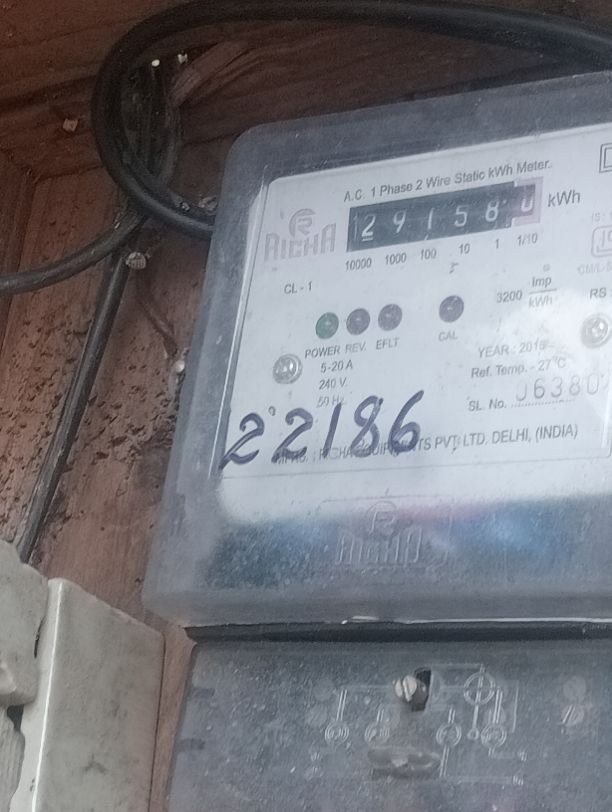 A.C. 1 Phase 2 Wire Static kWh Meter.
RICHA
2 9 1 5 8 0 kWh
10000 1000 100 10 1 1/10
CL - 1
3200 Imp/kWh
RS
POWER REV. EFLT
CAL
5-20 A
240 V.
50 Hz
YEAR : 2015
Ref. Temp. - 27°C
SL. No. 06380
22186
PVT. LTD. DELHI, (INDIA)
RICHA